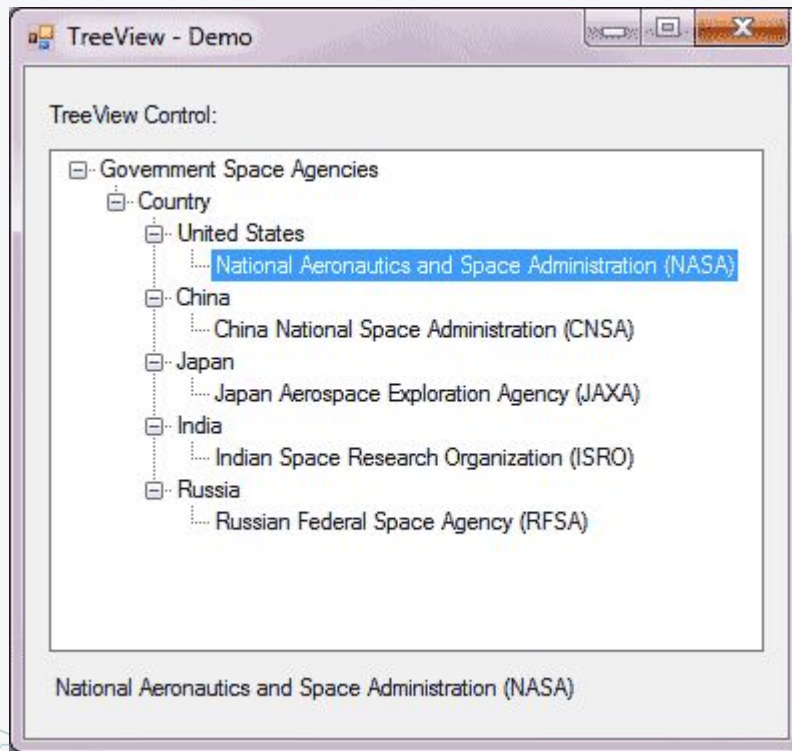 TreeView - Demo
TreeView Control:
Government Space Agencies
Country
United States
National Aeronautics and Space Administration (NASA)
China
China National Space Administration (CNSA)
Japan
Japan Aerospace Exploration Agency (JAXA)
India
Indian Space Research Organization (ISRO)
Russia
Russian Federal Space Agency (RFSA)
National Aeronautics and Space Administration (NASA)